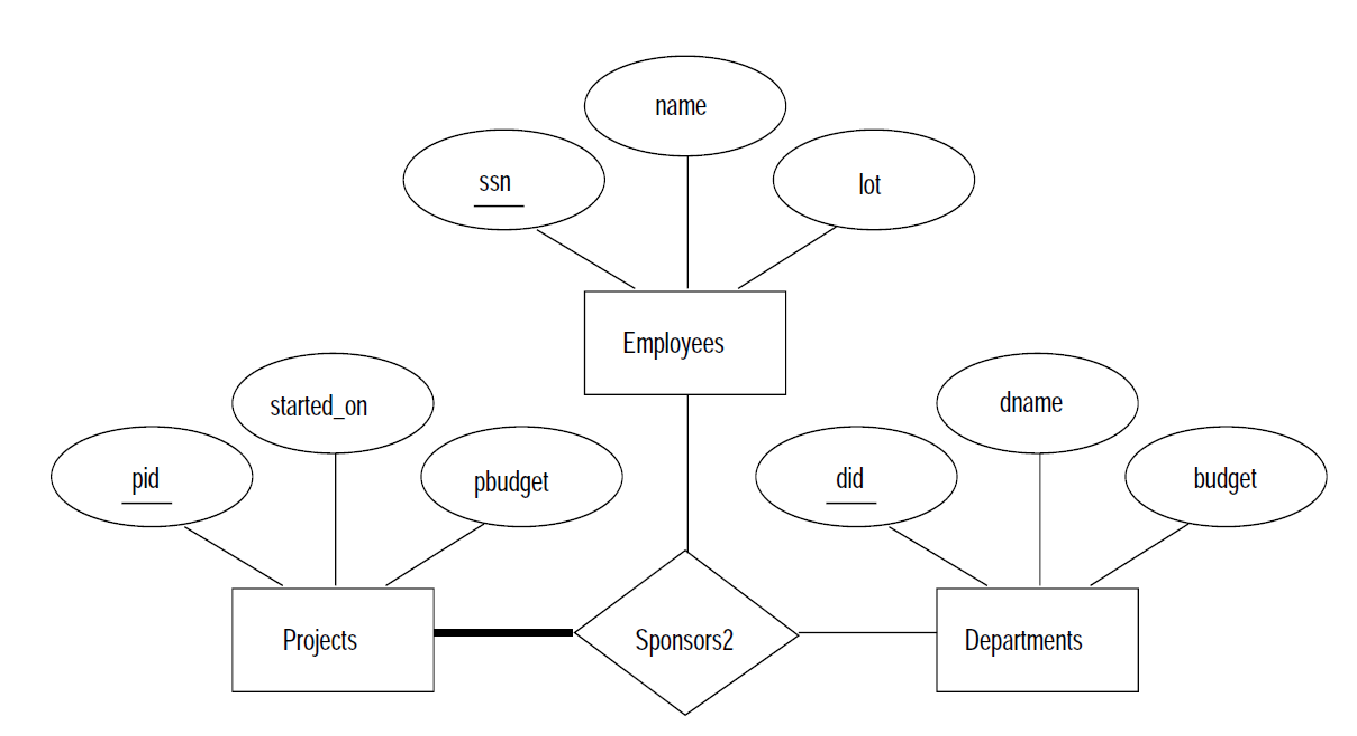 name
ssn
lot
Employees
started_on
dname
pid
pbudget
did
budget
Projects
Sponsors2
Departments